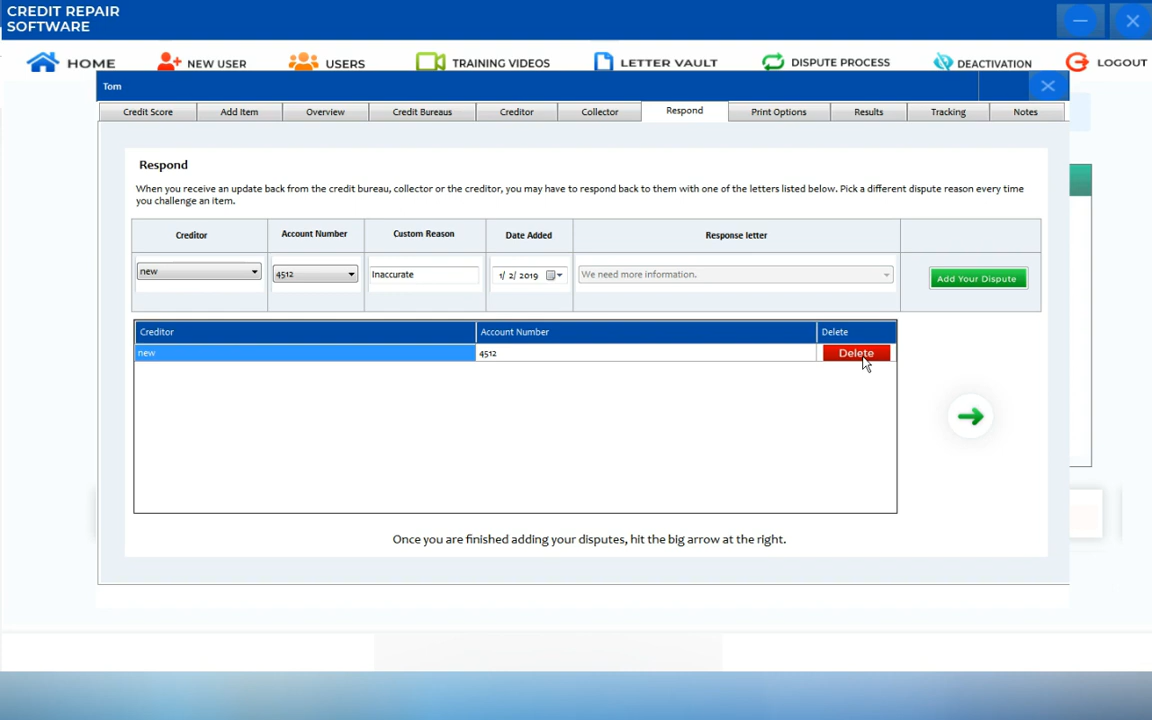 CREDIT REPAIR
SOFTWARE
HOME NEW USER USERS TRAINING VIDEOS LETTER VAULT DISPUTE PROCESS DEACTIVATION LOGOUT
Tom
Credit Score Add Item Overview Credit Bureaus Creditor Collector Respond Print Options Results Tracking Notes
Respond
When you receive an update back from the credit bureau, collector or the creditor, you may have to respond back to them with one of the letters listed below. Pick a different dispute reason every time
you challenge an item.
Creditor Account Number Custom Reason Date Added Response letter
new 4512 Inaccurate 1/ 2/ 2019 We need more information. Add Your Dispute
Creditor Account Number Delete
new 4512 Delete
Once you are finished adding your disputes, hit the big arrow at the right.